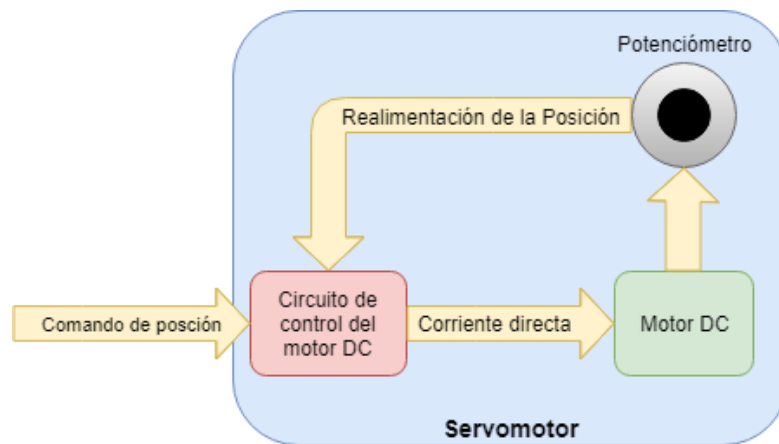 Potenciómetro
Realimentación de la Posición
Circuito de
control del
motor DC
Comando de posción
Corriente directa
Motor DC
Servomotor